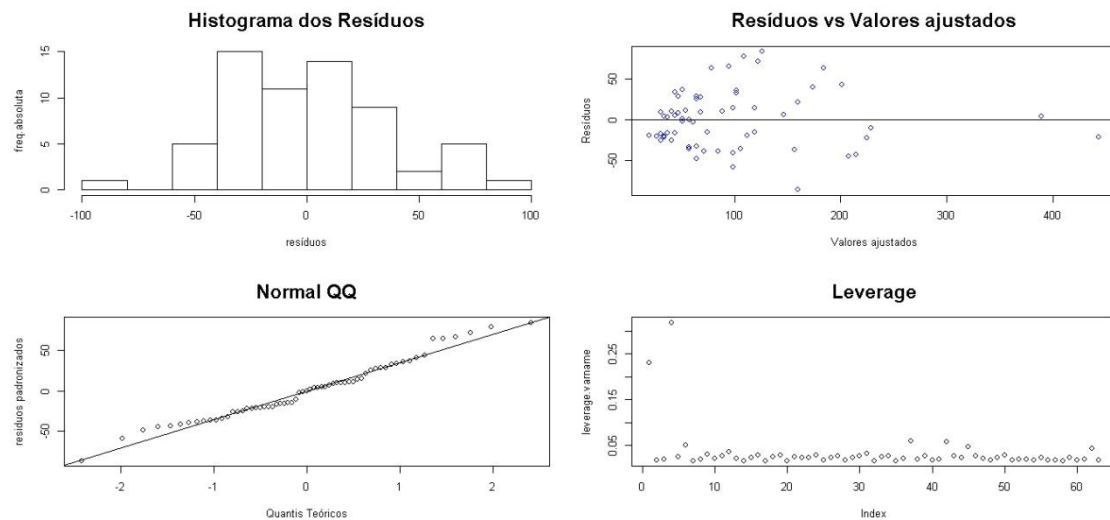 Histograma dos Resíduos
freq.absoluta
0
5
10
15
-100
-50
0
50
100
resíduos
Resíduos vs Valores ajustados
Resíduos
-50
0
50
100
200
300
400
Valores ajustados
Normal QQ
resíduos padronizados
-50
0
50
-2
-1
0
1
2
Quantis Teóricos
Leverage
leverage.varname
0.05
0.15
0.25
0
10
20
30
40
50
60
Index